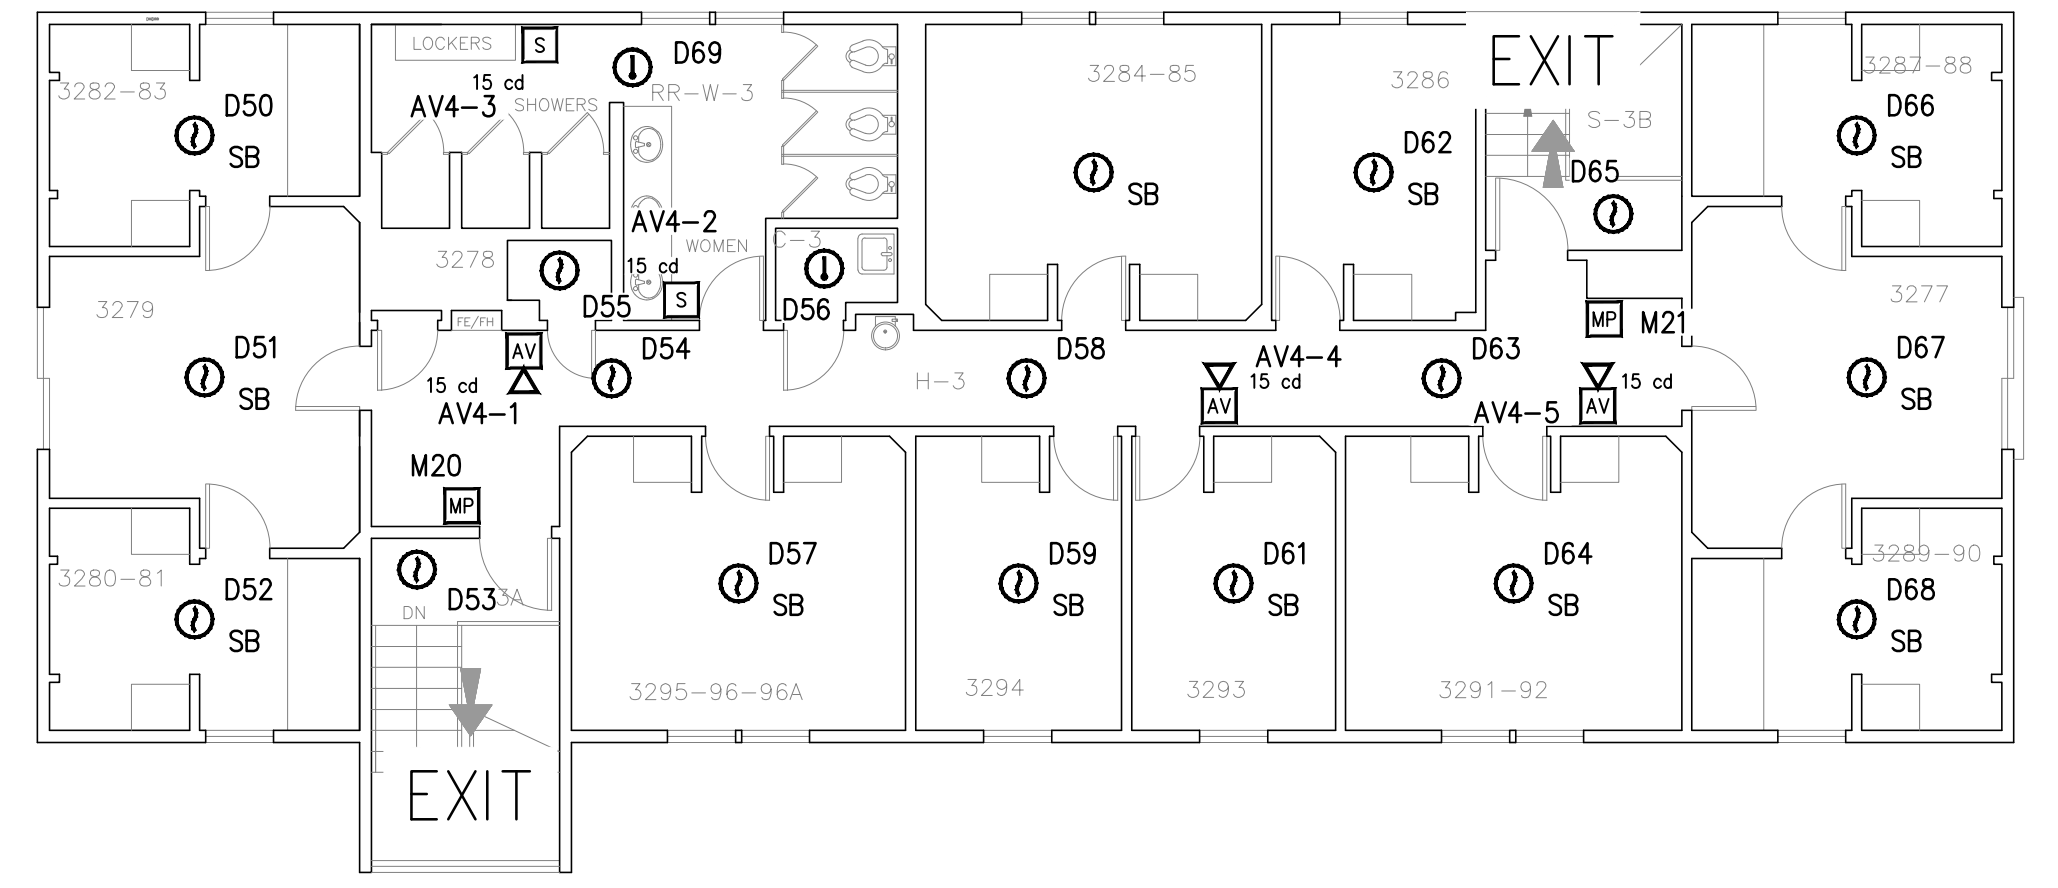 LOCKERS
S
D69
EXIT
3282-83
15 cd
RR-W-3
3284-85
3286
3287-88
D50
AV4-3
SHOWERS
S-3B
D66
SB
D62
SB
D65
SB
SB
AV4-2
WOMEN
C-3
3278
15 cd
3279
D55
S
D56
3277
FE/FH
MP
M21
D51
AV
D54
D58
AV4-4
D63
D67
SB
15 cd
H-3
15 cd
15 cd
SB
AV4-1
AV
AV4-5
AV
M20
MP
3280-81
D57
D59
D61
D64
3289-90
D52
D53
3A
SB
SB
SB
SB
D68
SB
DN
SB
3295-96-96A
3294
3293
3291-92
EXIT